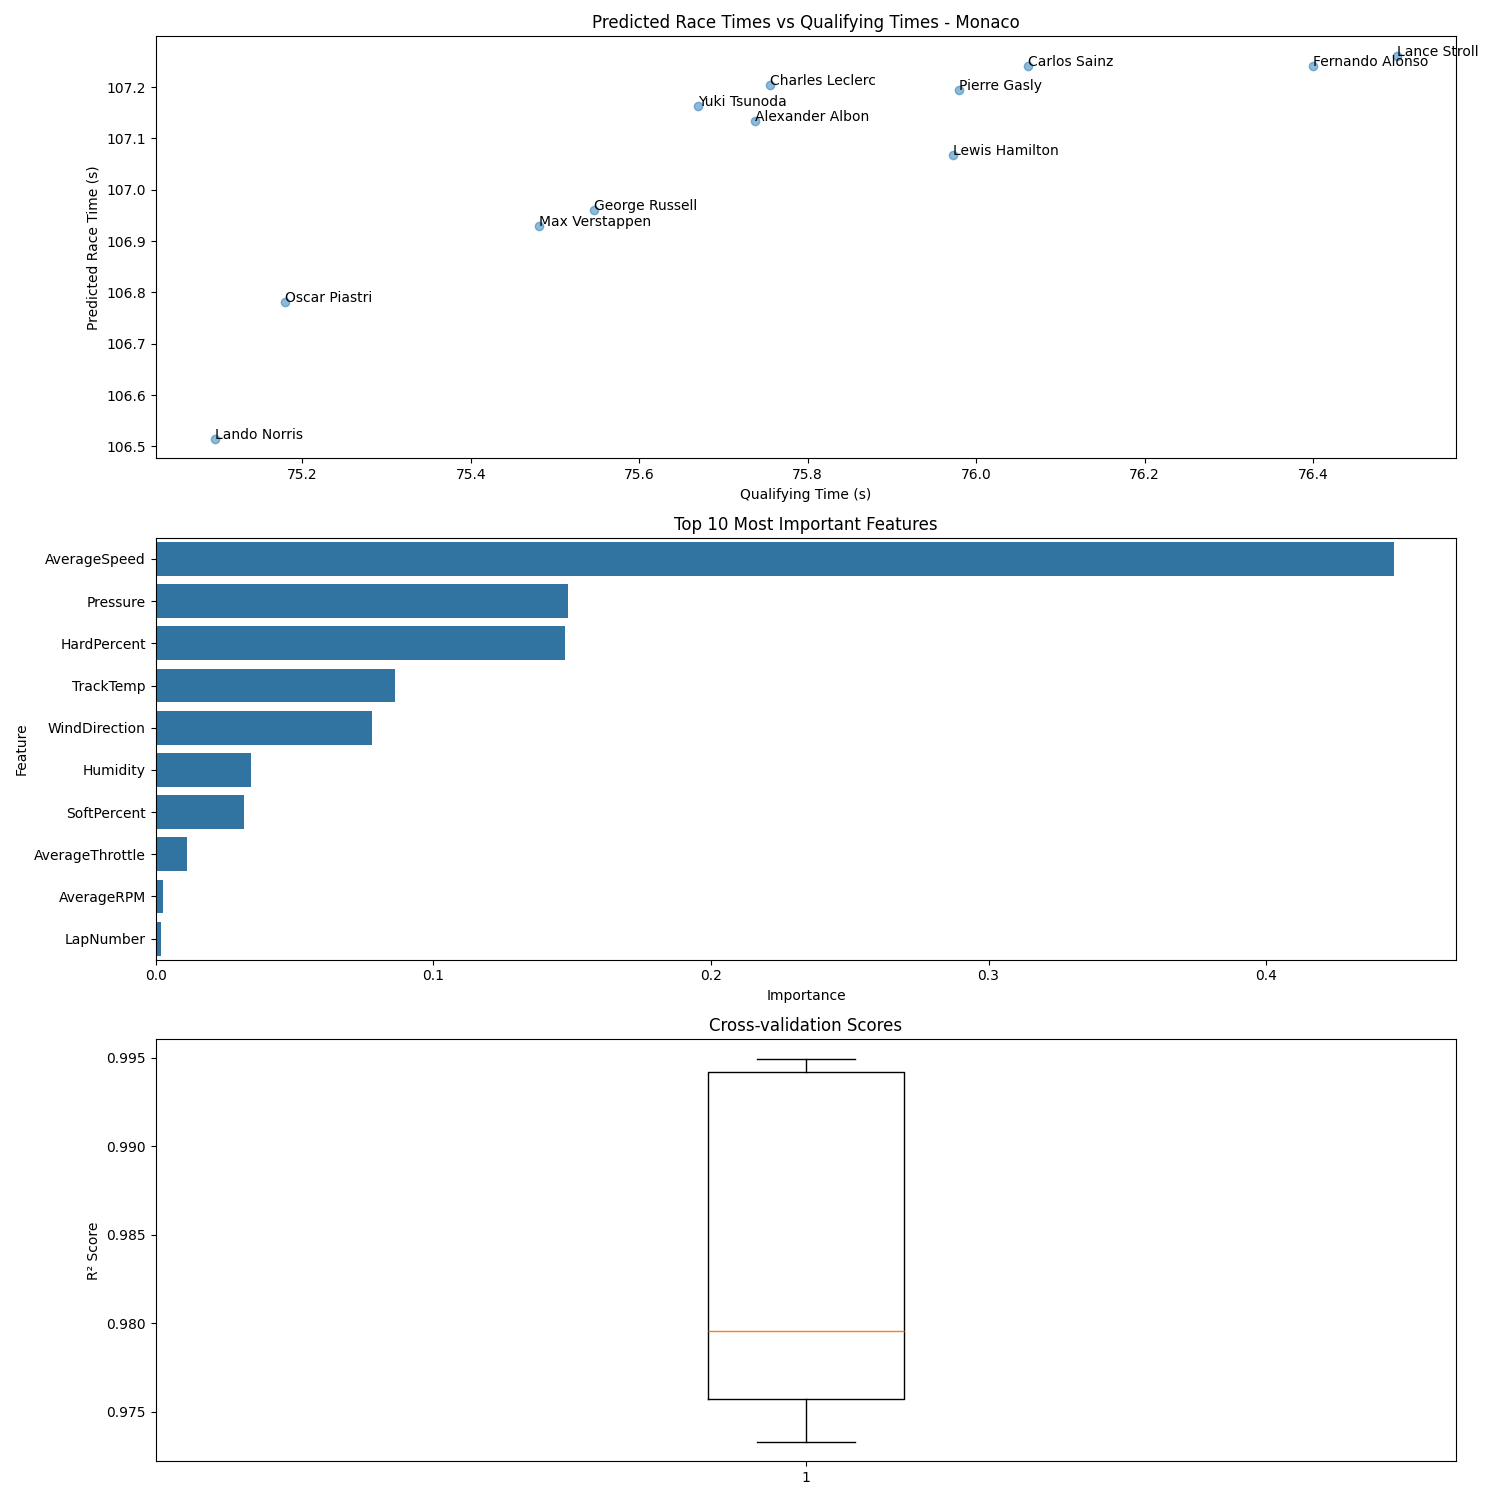 Predicted Race Times vs Qualifying Times - Monaco
Predicted Race Time (s)
107.2
107.1
107.0
106.9
106.8
106.7
106.6
106.5
Lance Stroll
Carlos Sainz
Fernando Alonso
Charles Leclerc
Pierre Gasly
Yuki Tsunoda
Alexander Albon
Lewis Hamilton
George Russell
Max Verstappen
Oscar Piastri
Lando Norris
75.2 75.4 75.6 75.8 76.0 76.2 76.4
Qualifying Time (s)
Top 10 Most Important Features
Feature
AverageSpeed
Pressure
HardPercent
TrackTemp
WindDirection
Humidity
SoftPercent
AverageThrottle
AverageRPM
LapNumber
0.0 0.1 0.2 0.3 0.4
Importance
Cross-validation Scores
R² Score
0.995
0.990
0.985
0.980
0.975
1